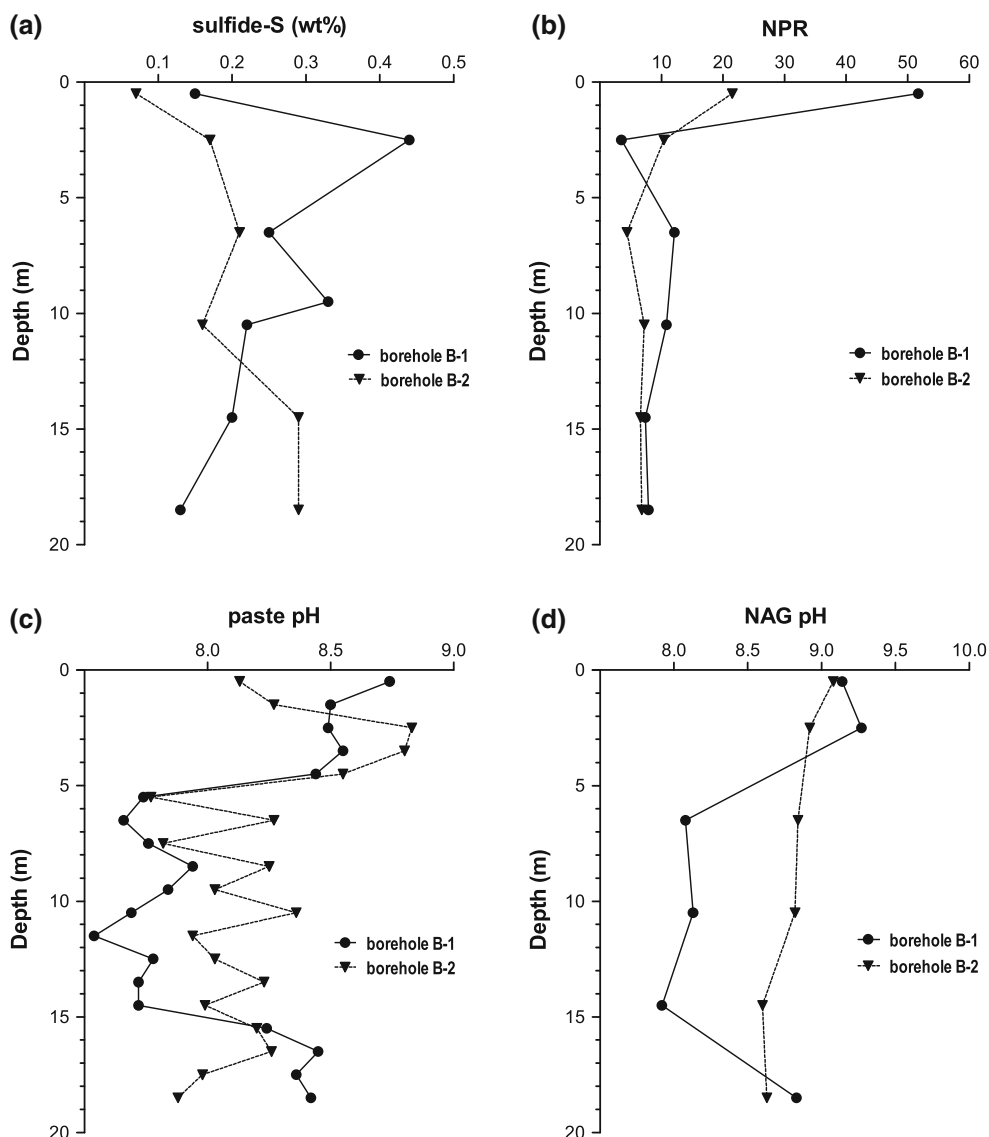 (a)
sulfide-S (wt%)
0.1 0.2 0.3 0.4 0.5
0
5
10
15
20
Depth (m)
borehole B-1
borehole B-2
(b)
NPR
10 20 30 40 50 60
0
5
10
15
20
Depth (m)
borehole B-1
borehole B-2
(c)
paste pH
8.0 8.5 9.0
0
5
10
15
20
Depth (m)
borehole B-1
borehole B-2
(d)
NAG pH
8.0 8.5 9.0 9.5 10.0
0
5
10
15
20
Depth (m)
borehole B-1
borehole B-2